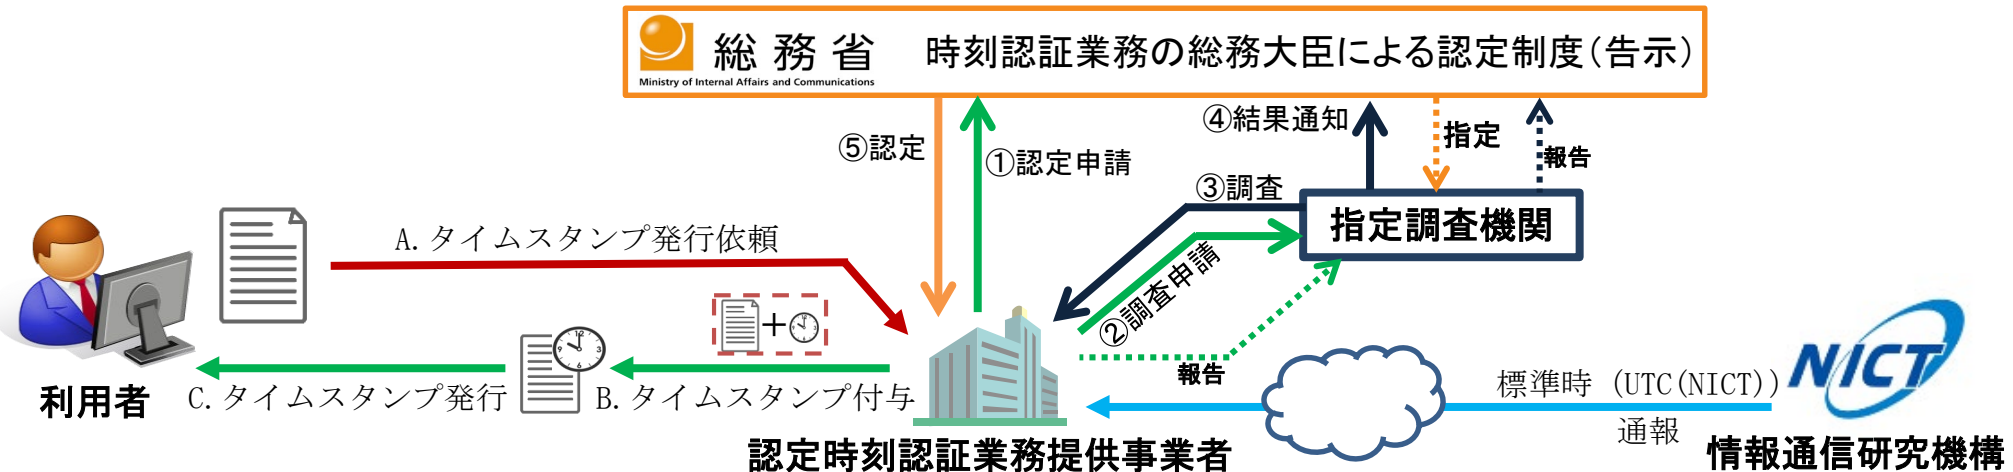 総務省
Ministry of Internal Affairs and Communications
時刻認証業務の総務大臣による認定制度（告示）
⑤認定
①認定申請
④結果通知
指定
報告
③調査
指定調査機関
A.タイムスタンプ発行依頼
②調査申請
報告
利用者
C.タイムスタンプ発行
B.タイムスタンプ付与
認定時刻認証業務提供事業者
標準時 (UTC(NICT))
通報
NICT
情報通信研究機構